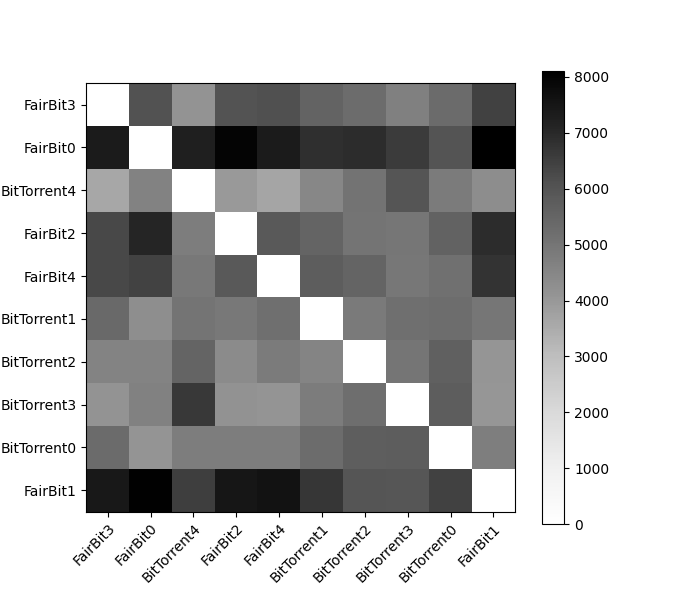 FairBit3
FairBit0
BitTorrent4
FairBit2
FairBit4
BitTorrent1
BitTorrent2
BitTorrent3
BitTorrent0
FairBit1
FairBit3
FairBit0
BitTorrent4
FairBit2
FairBit4
BitTorrent1
BitTorrent2
BitTorrent3
BitTorrent0
FairBit1
8000
7000
6000
5000
4000
3000
2000
1000
0